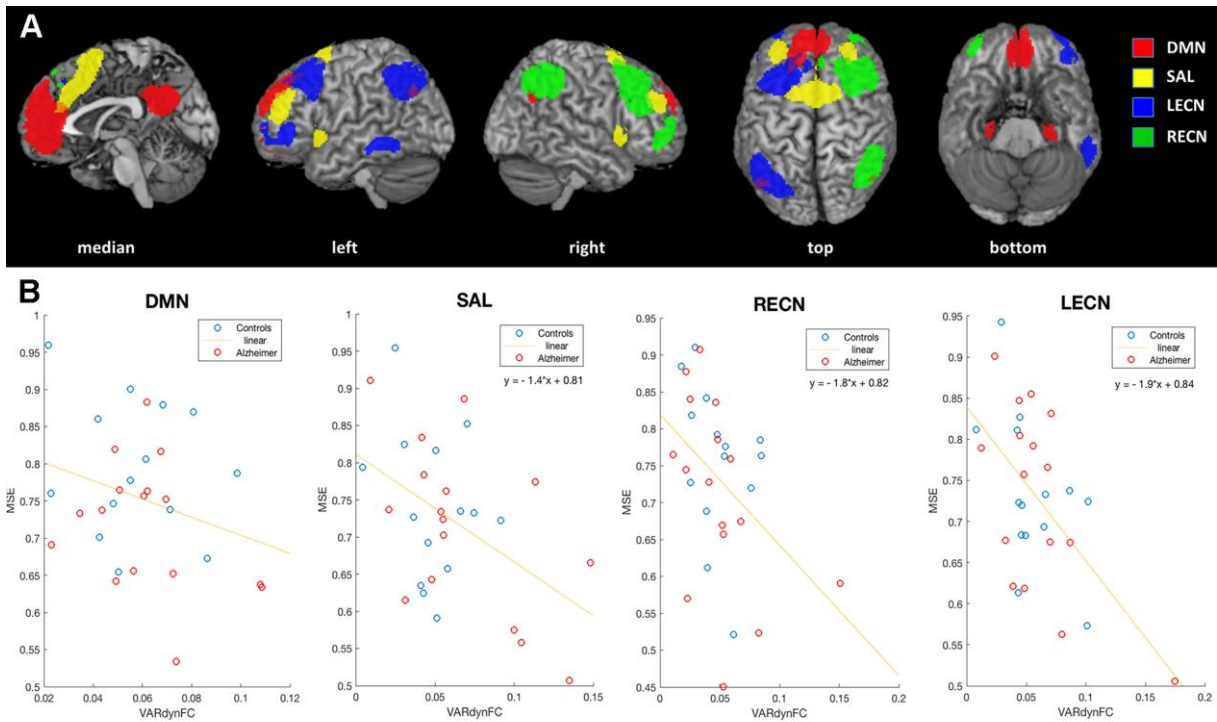 A
DMN
SAL
LECN
RECN
median
left
right
top
bottom
B
DMN
Controls
linear
Alzheimer
MSE
1
0.95
0.9
0.85
0.8
0.75
0.7
0.65
0.6
0.55
0.5
0.02
0.04
0.06
0.08
0.1
0.12
VARdynFC
SAL
Controls
linear
Alzheimer
y = - 1.4*x + 0.81
MSE
1
0.95
0.9
0.85
0.8
0.75
0.7
0.65
0.6
0.55
0.5
0
0.05
0.1
0.15
VARdynFC
RECN
Controls
linear
Alzheimer
y = - 1.8*x + 0.82
MSE
0.95
0.9
0.85
0.8
0.75
0.7
0.65
0.6
0.55
0.5
0.45
0
0.05
0.1
0.15
0.2
VARdynFC
LECN
Controls
linear
Alzheimer
y = - 1.9*x + 0.84
MSE
0.95
0.9
0.85
0.8
0.75
0.7
0.65
0.6
0.55
0.5
0
0.05
0.1
0.15
0.2
VARdynFC